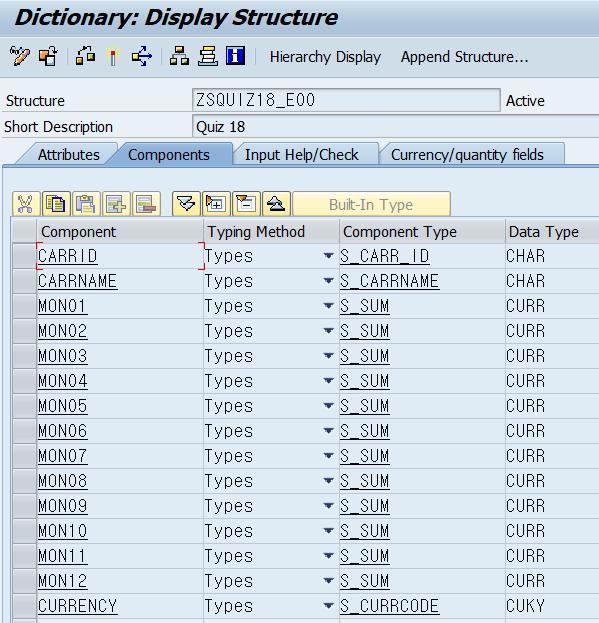 Dictionary: Display Structure
Hierarchy Display Append Structure...
Structure ZSQUIZ18_E00 Active
Short Description Quiz 18
Attributes Components Input Help/Check Currency/quantity fields
Built-In Type
Component Typing Method Component Type Data Type
CARRID Types S_CARR_ID CHAR
CARRNAME Types S_CARRNAME CHAR
MON01 Types S_SUM CURR
MON02 Types S_SUM CURR
MON03 Types S_SUM CURR
MON04 Types S_SUM CURR
MON05 Types S_SUM CURR
MON06 Types S_SUM CURR
MON07 Types S_SUM CURR
MON08 Types S_SUM CURR
MON09 Types S_SUM CURR
MON10 Types S_SUM CURR
MON11 Types S_SUM CURR
MON12 Types S_SUM CURR
CURRENCY Types S_CURRCODE CUKY